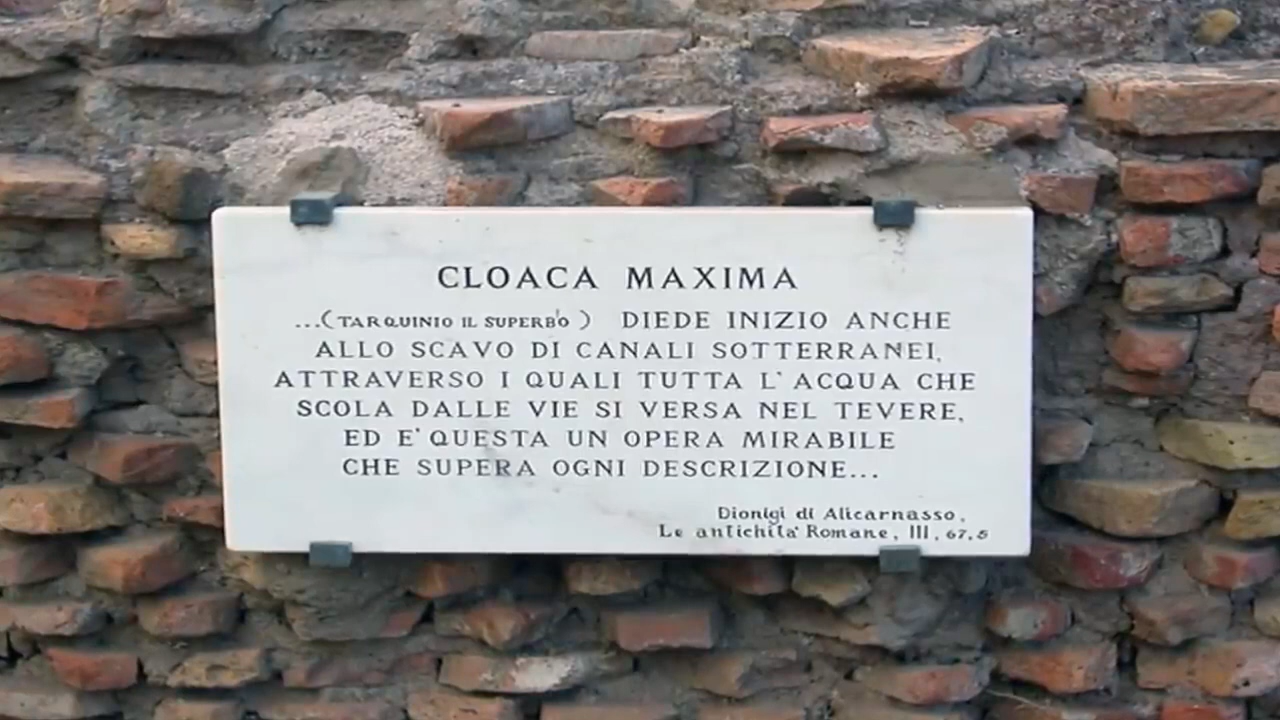 CLOACA MAXIMA
...(TARQUINIO IL SUPERBO) DIEDE INIZIO ANCHE
ALLO SCAVO DI CANALI SOTTERRANEI,
ATTRAVERSO I QUALI TUTTA L'ACQUA CHE
SCOLA DALLE VIE SI VERSA NEL TEVERE,
ED E' QUESTA UN OPERA MIRABILE
CHE SUPERA OGNI DESCRIZIONE...
Dionigi di Alicarnasso,
Le antichita' Romane, III, 67,5